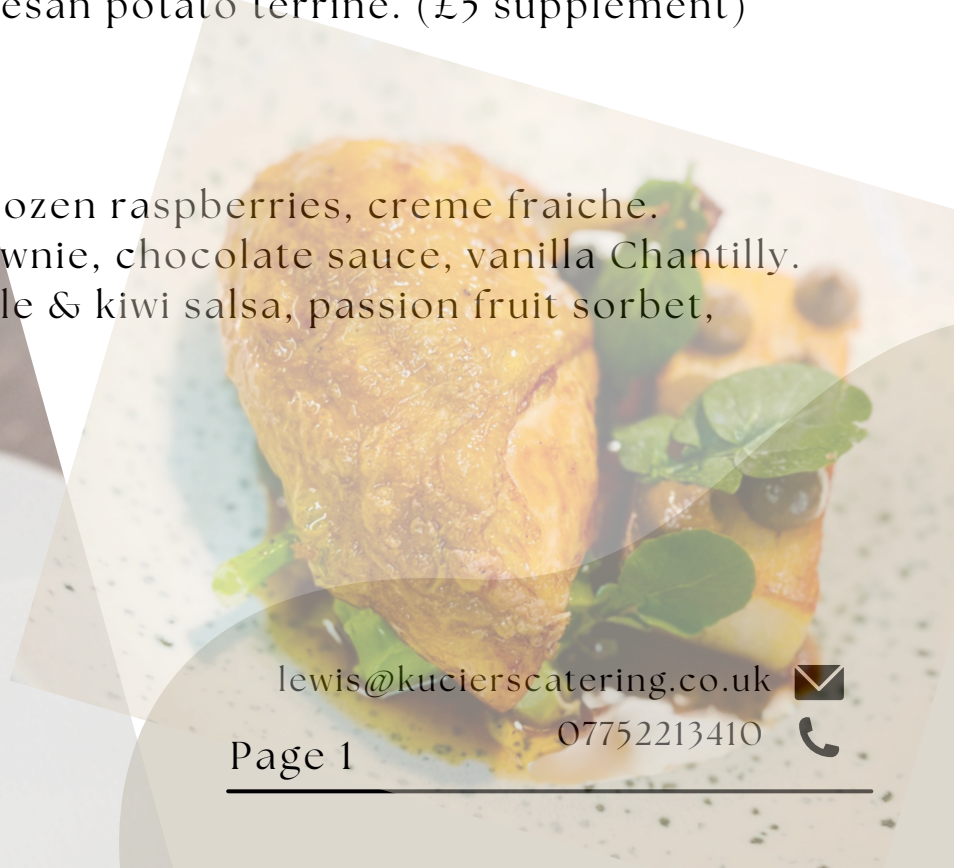 esan potato terrine. (£5 supplement)
ozen raspberries, creme fraiche.
wnie, chocolate sauce, vanilla Chantilly.
le & kiwi salsa, passion fruit sorbet,
lewis@kucierscatering.co.uk
07752213410
Page 1